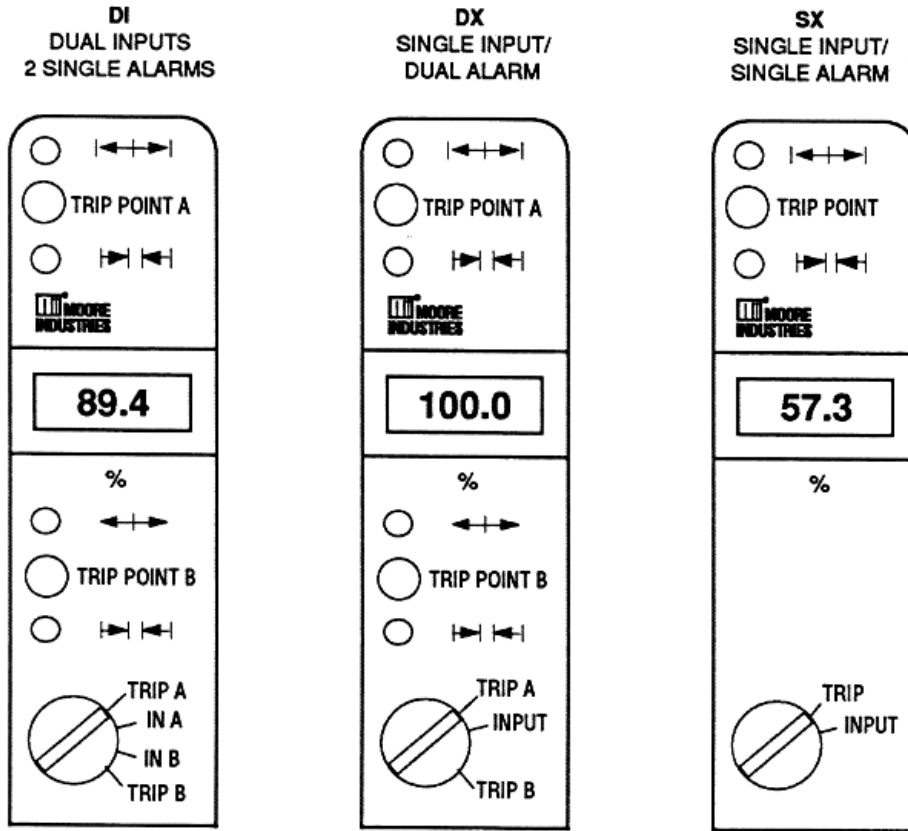 DI
DUAL INPUTS
2 SINGLE ALARMS
TRIP POINT A
MOORE
INDUSTRIES
89.4
%
TRIP POINT B
TRIP A
IN A
IN B
TRIP B
DX
SINGLE INPUT/
DUAL ALARM
TRIP POINT A
MOORE
INDUSTRIES
100.0
%
TRIP POINT B
TRIP A
INPUT
TRIP B
SX
SINGLE INPUT/
SINGLE ALARM
TRIP POINT
MOORE
INDUSTRIES
57.3
%
TRIP
INPUT